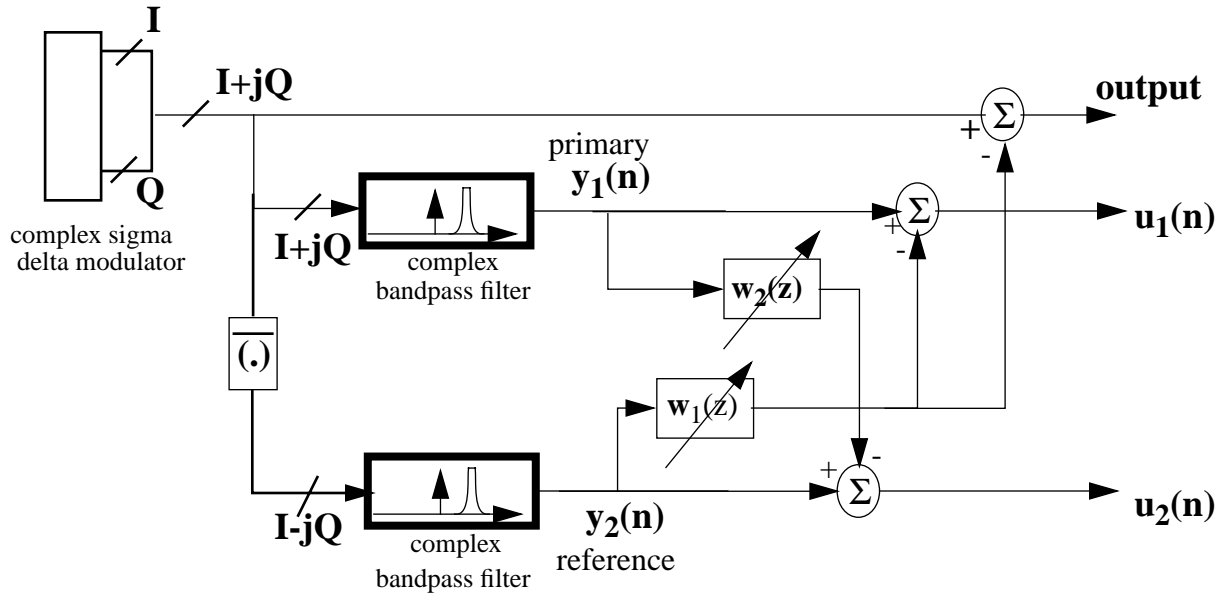 I
I+jQ
output
Σ
+
-
Q
primary
y1(n)
I+jQ
complex sigma
delta modulator
complex
bandpass filter
Σ
+
-
u1(n)
w2(z)
(.)
w1(z)
-
+
Σ
I-jQ
y2(n)
reference
u2(n)
complex
bandpass filter